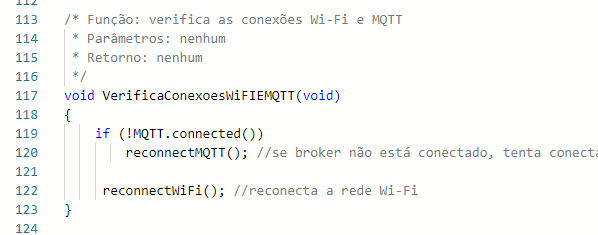 112
113 /* Função: verifica as conexões Wi-Fi e MQTT
114 * Parâmetros: nenhum
115 * Retorno: nenhum
116 */
117 void VerificaConexoesWiFIEMQTT(void)
118 {
119 if (!MQTT.connected())
120 reconnectMQTT(); //se broker não está conectado, tenta conecta
121
122 reconnectWiFi(); //reconecta a rede Wi-Fi
123 }
124